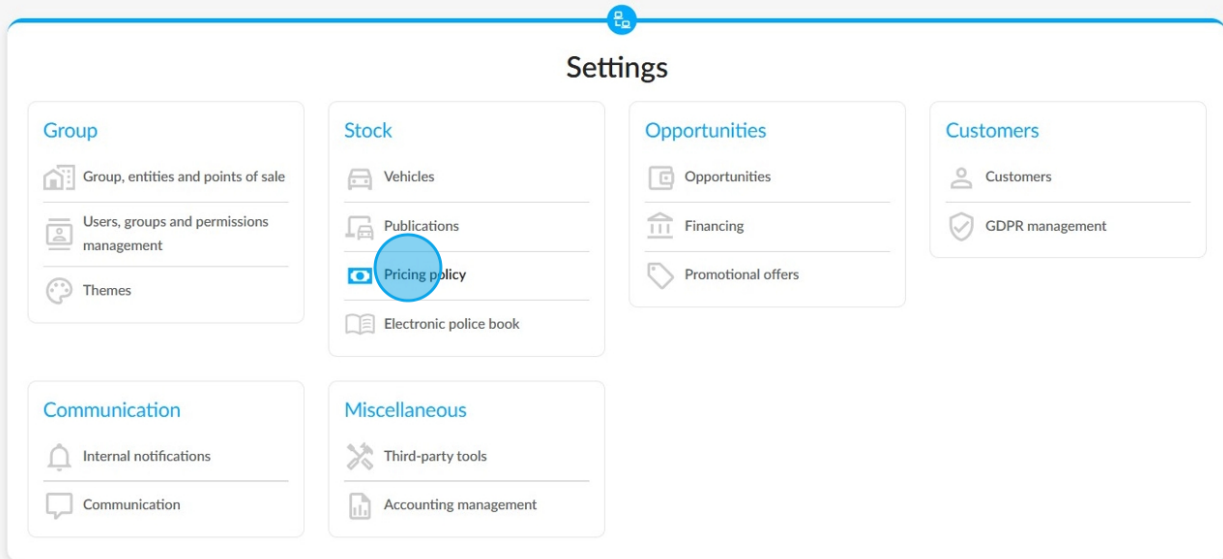 Settings
Group
Group, entities and points of sale
Users, groups and permissions
management
Themes
Stock
Vehicles
Publications
Pricing policy
Electronic police book
Opportunities
Opportunities
Financing
Promotional offers
Customers
Customers
GDPR management
Communication
Internal notifications
Communication
Miscellaneous
Third-party tools
Accounting management